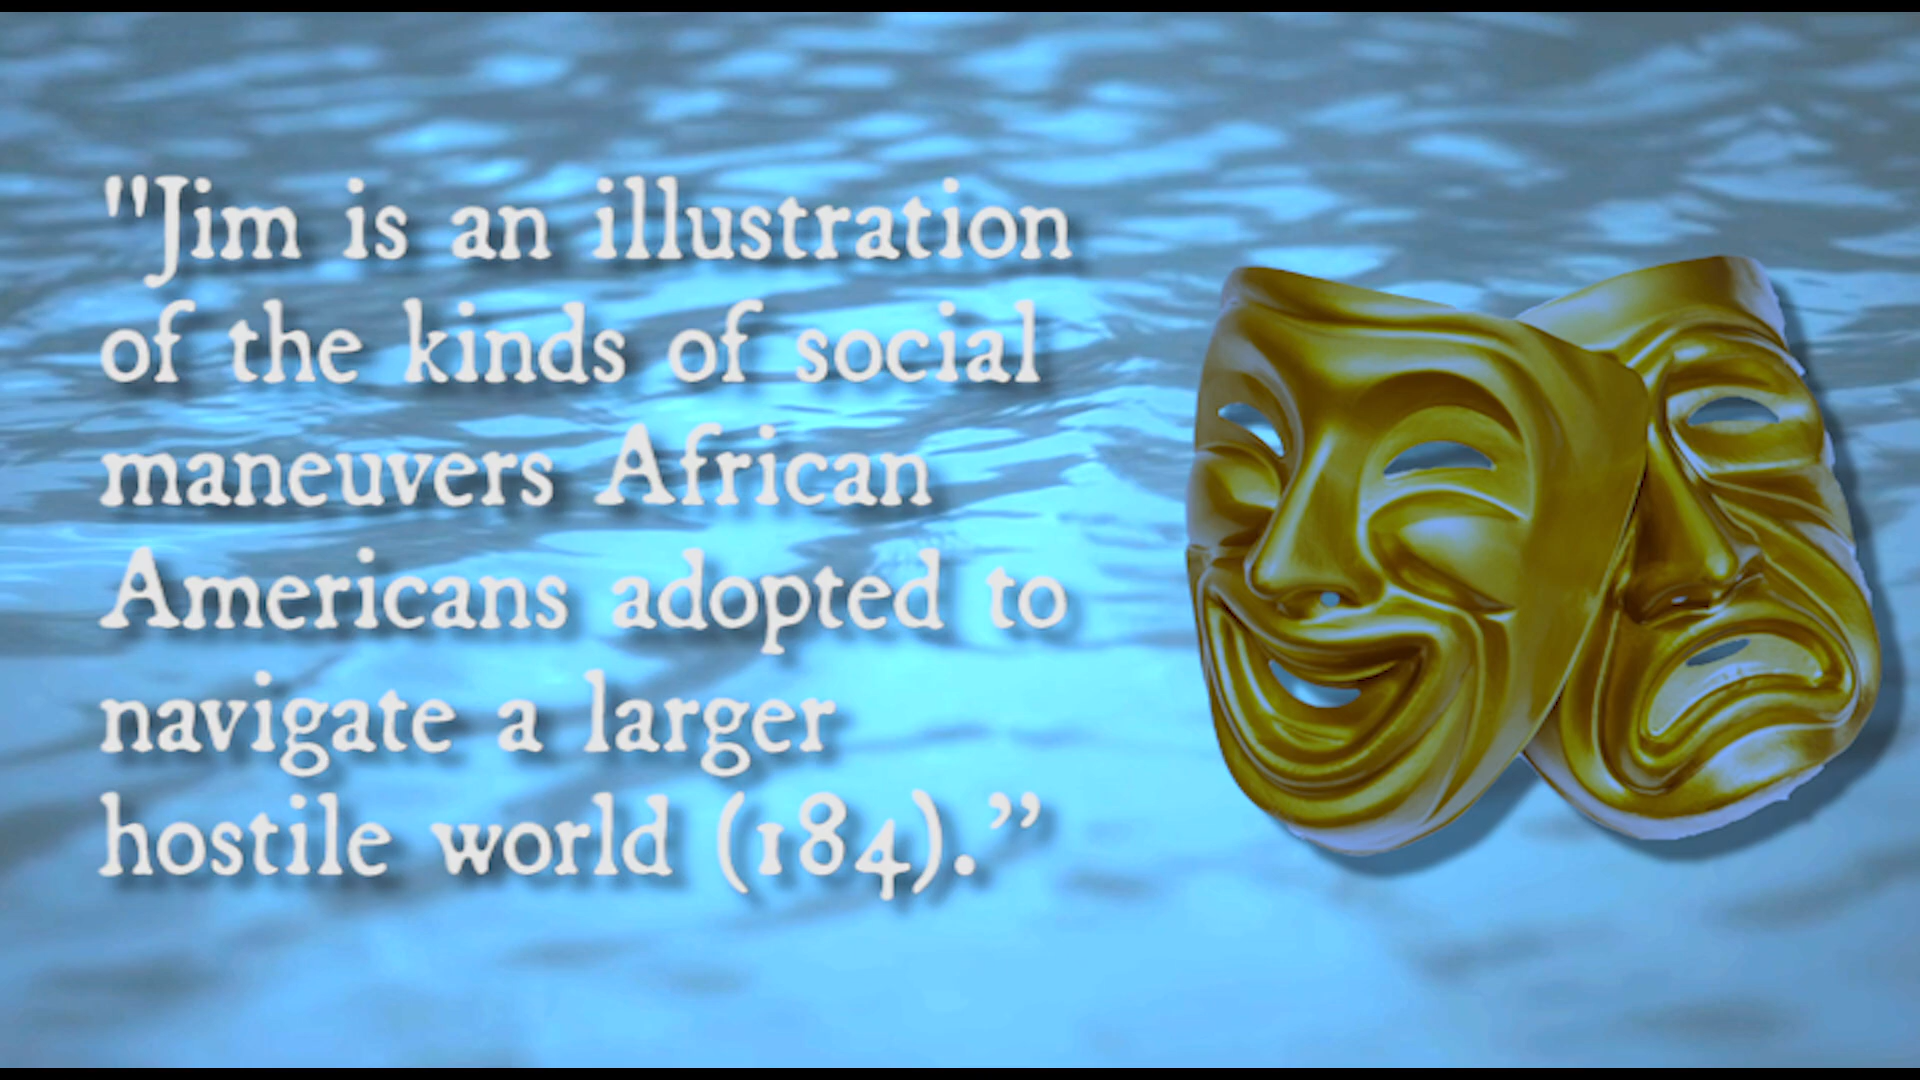 "Jim is an illustration
of the kinds of social
maneuvers African
Americans adopted to
navigate a larger
hostile world (184).”